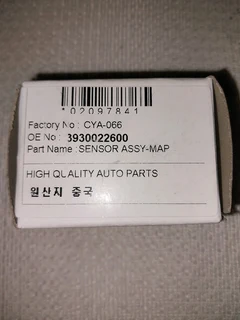 *02097841*
Factory No : CYA-066
OE No : 3930022600
Part Name : SENSOR ASSY-MAP
HIGH QLALITY AUTO PARTS
원산지 중국